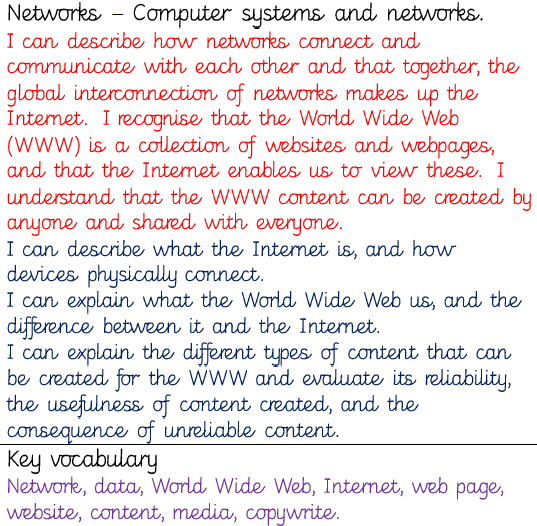 Networks – Computer systems and networks.
I can describe how networks connect and
communicate with each other and that together, the
global interconnection of networks makes up the
Internet.  I recognise that the World Wide Web
(WWW) is a collection of websites and webpages,
and that the Internet enables us to view these.  I
understand that the WWW content can be created by
anyone and shared with everyone.
I can describe what the Internet is, and how
devices physically connect.
I can explain what the World Wide Web us, and the
difference between it and the Internet.
I can explain the different types of content that can
be created for the WWW and evaluate its reliability,
the usefulness of content created, and the
consequence of unreliable content.
Key vocabulary
Network, data, World Wide Web, Internet, web page,
website, content, media, copywrite.